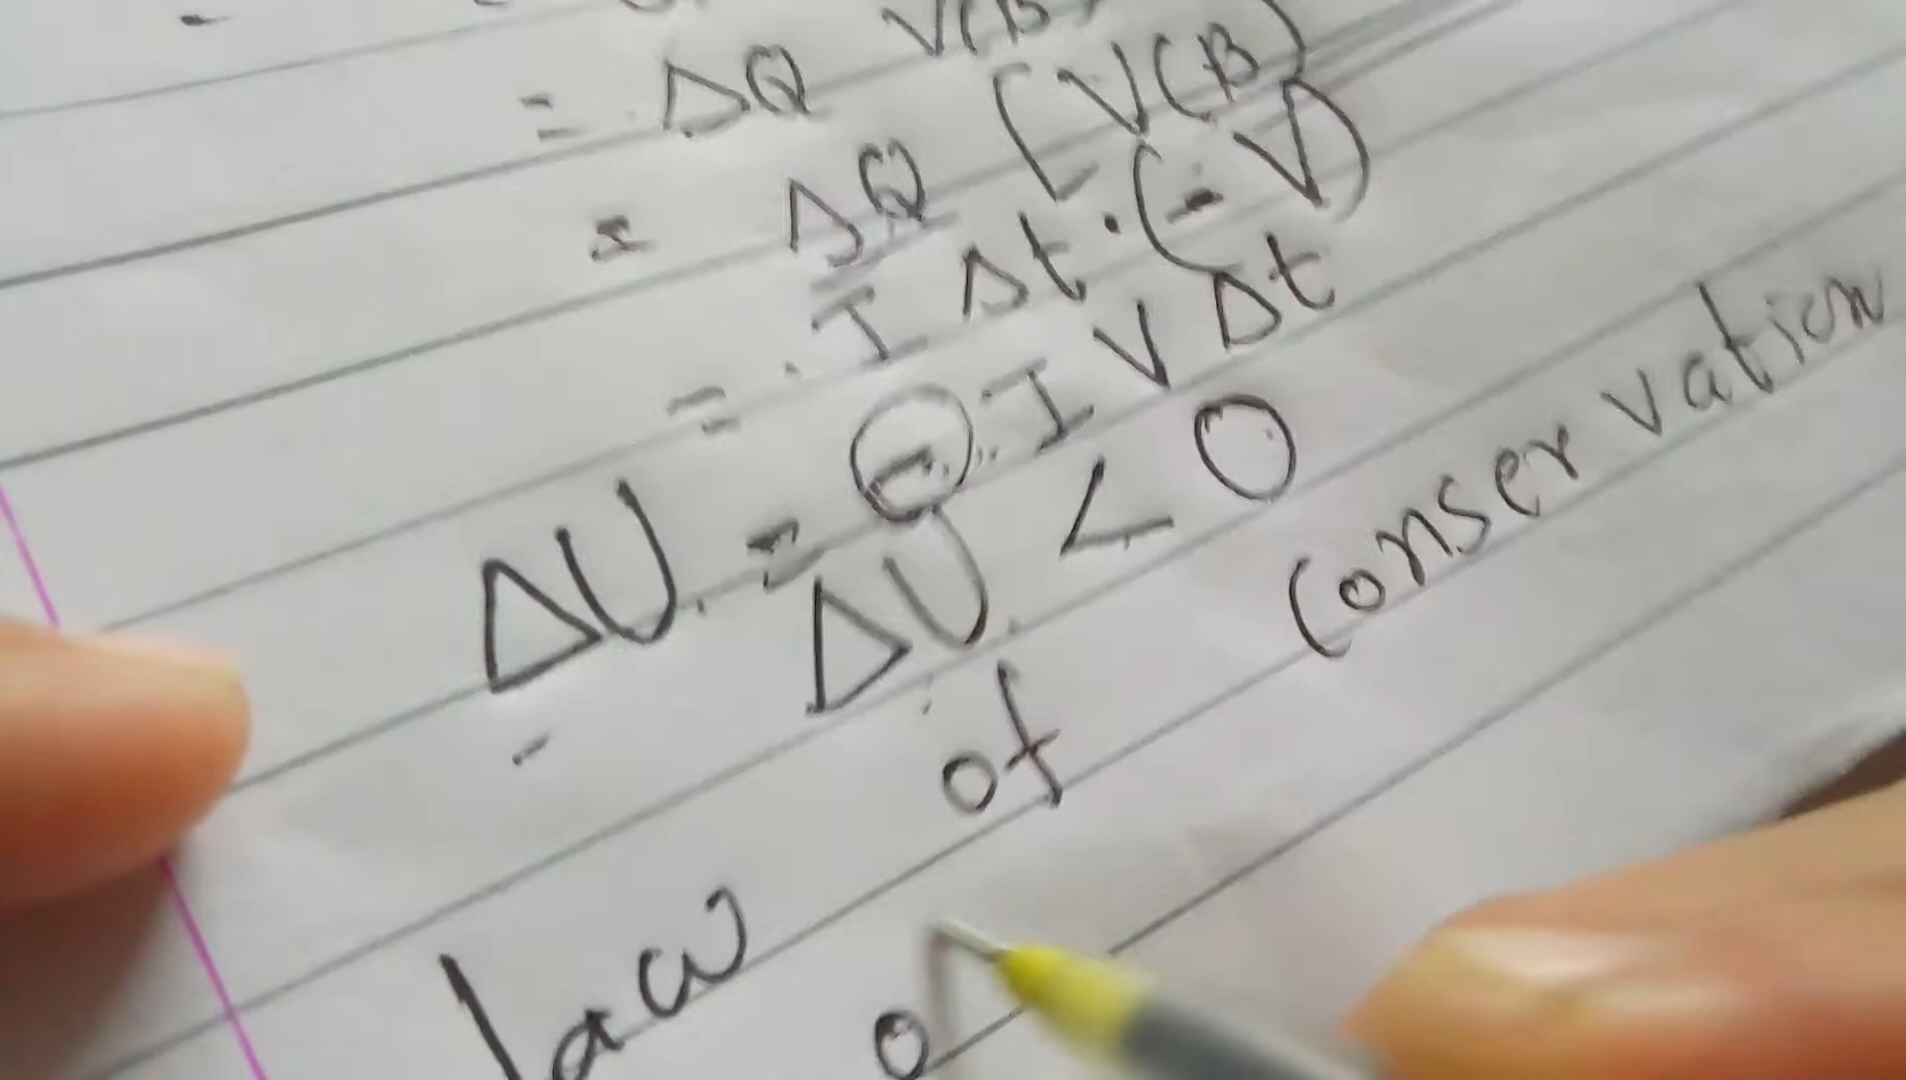 = ΔQ V(B)
= ΔQ [V(B)
= I Δt · (-V)
ΔU = - I V Δt
ΔU < 0
- law of conservation
o